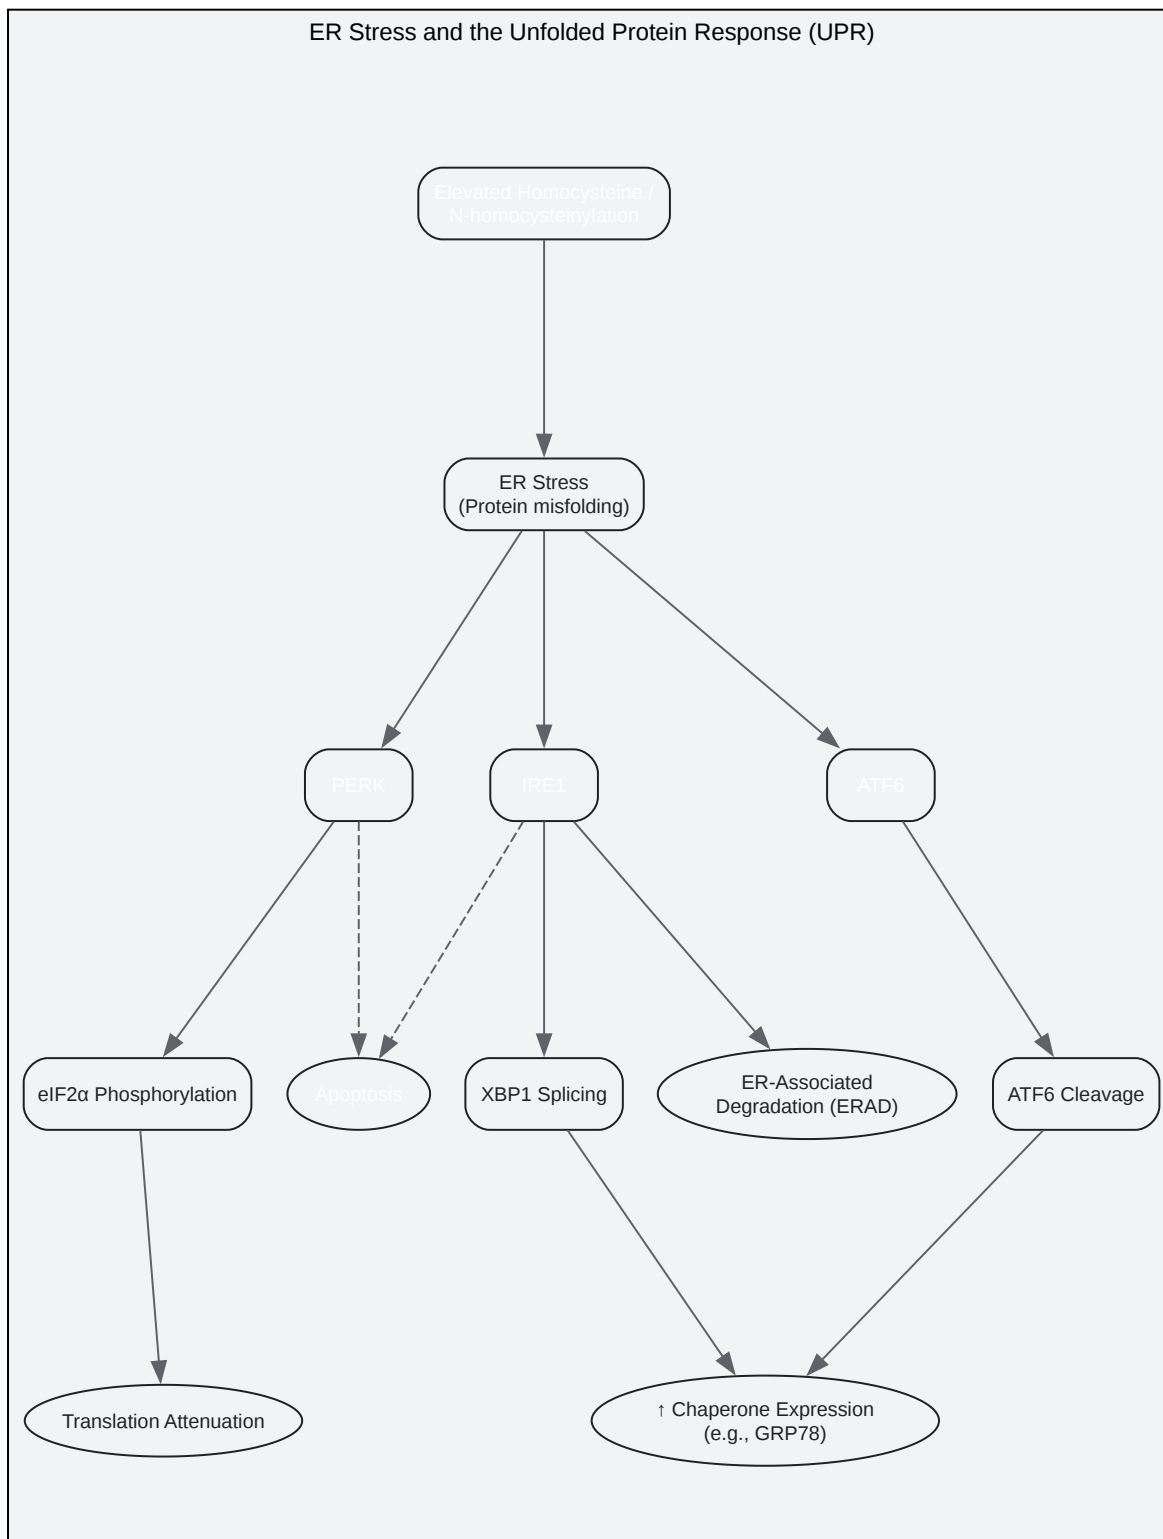 ER Stress and the Unfolded Protein Response (UPR)
Elevated Homocysteine /
N-homocysteinylation
ER Stress
(Protein misfolding)
PERK
IRE1
ATF6
eIF2α Phosphorylation
Apoptosis
XBP1 Splicing
ER-Associated
Degradation (ERAD)
ATF6 Cleavage
Translation Attenuation
↑ Chaperone Expression
(e.g., GRP78)